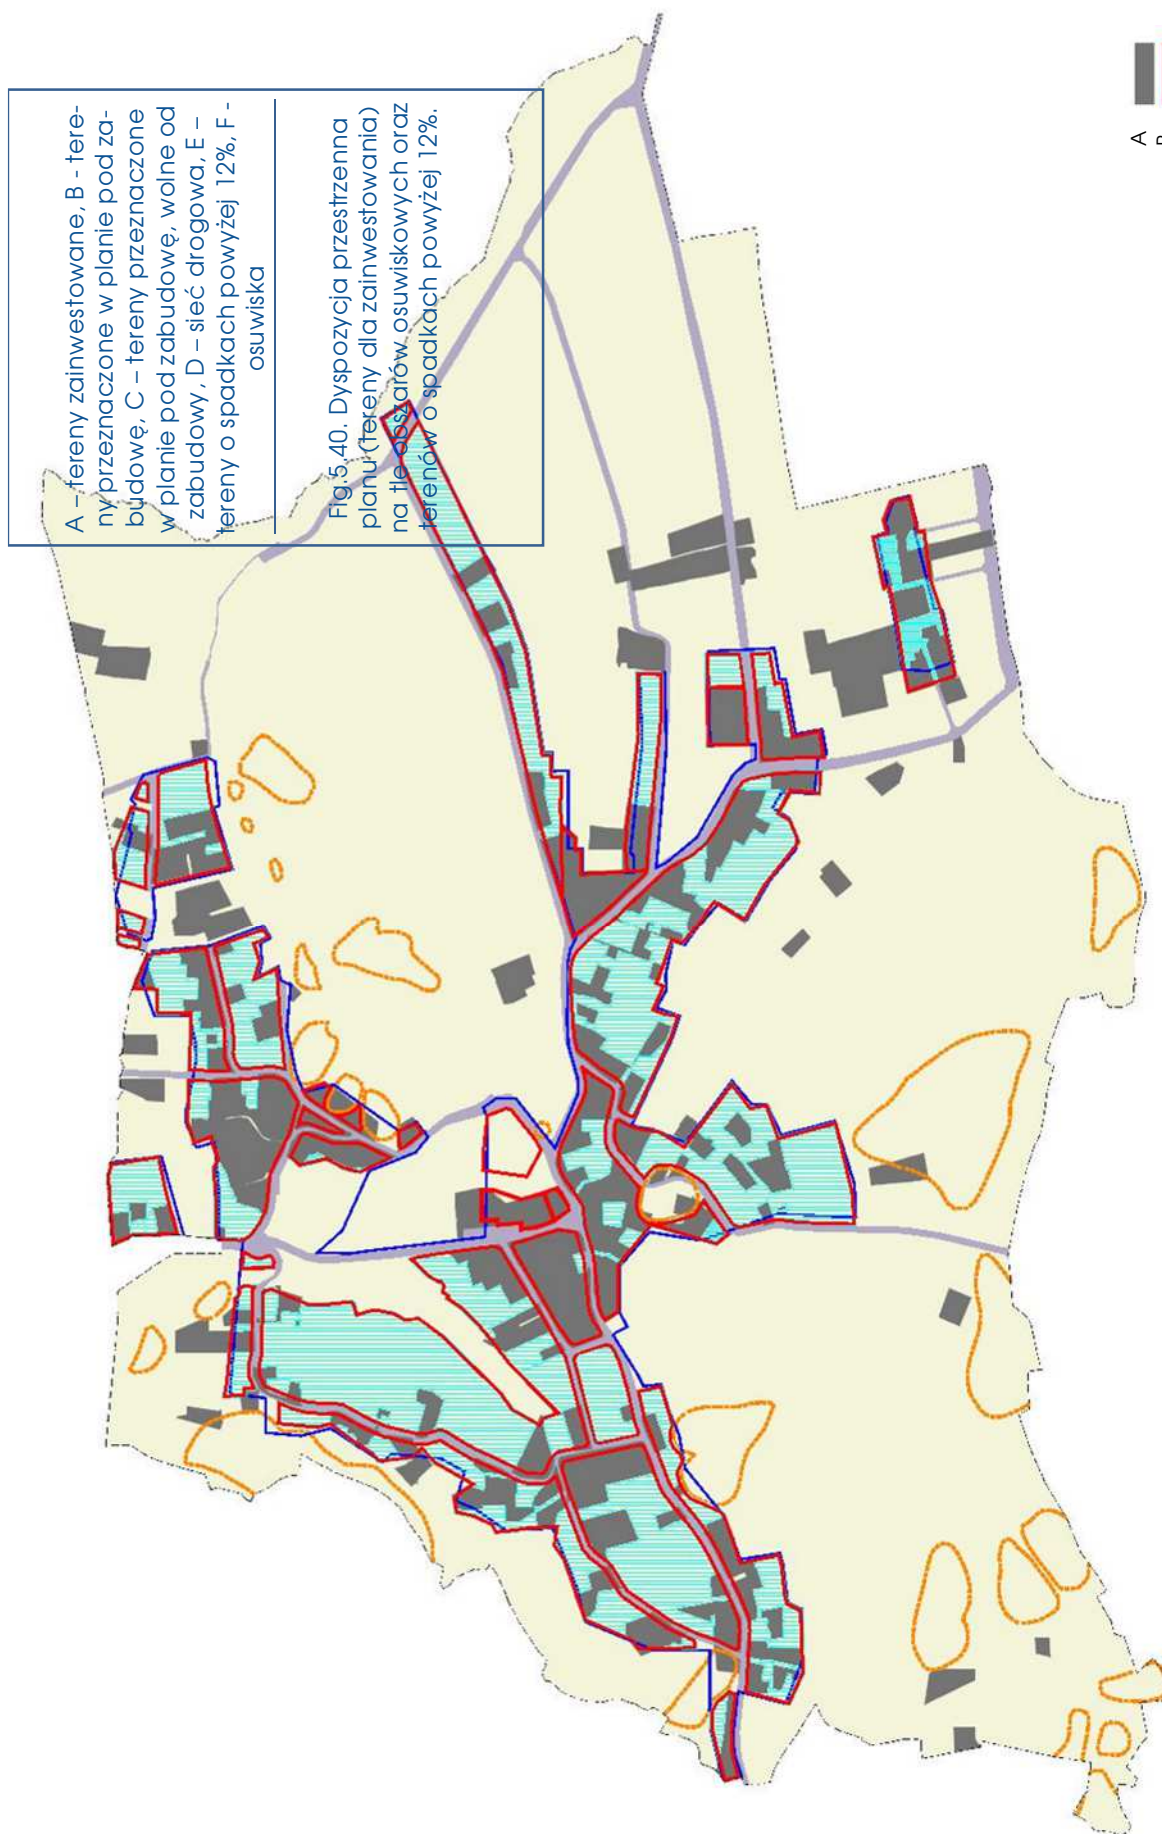 A – tereny zainwestowane, B - tere-
ny przeznaczone w planie pod za-
budowę, C – tereny przeznaczone
w planie pod zabudowę, wolne od
zabudowy , D – sieć drogowa, E –
tereny o spadkach powyżej 12%, F -
osuwiska
Fig.5.40. Dyspozycja przestrzenna
planu (tereny dla zainwestowania)
na tle obszarów osuwiskowych oraz
terenów o spadkach powyżej 12%.
A